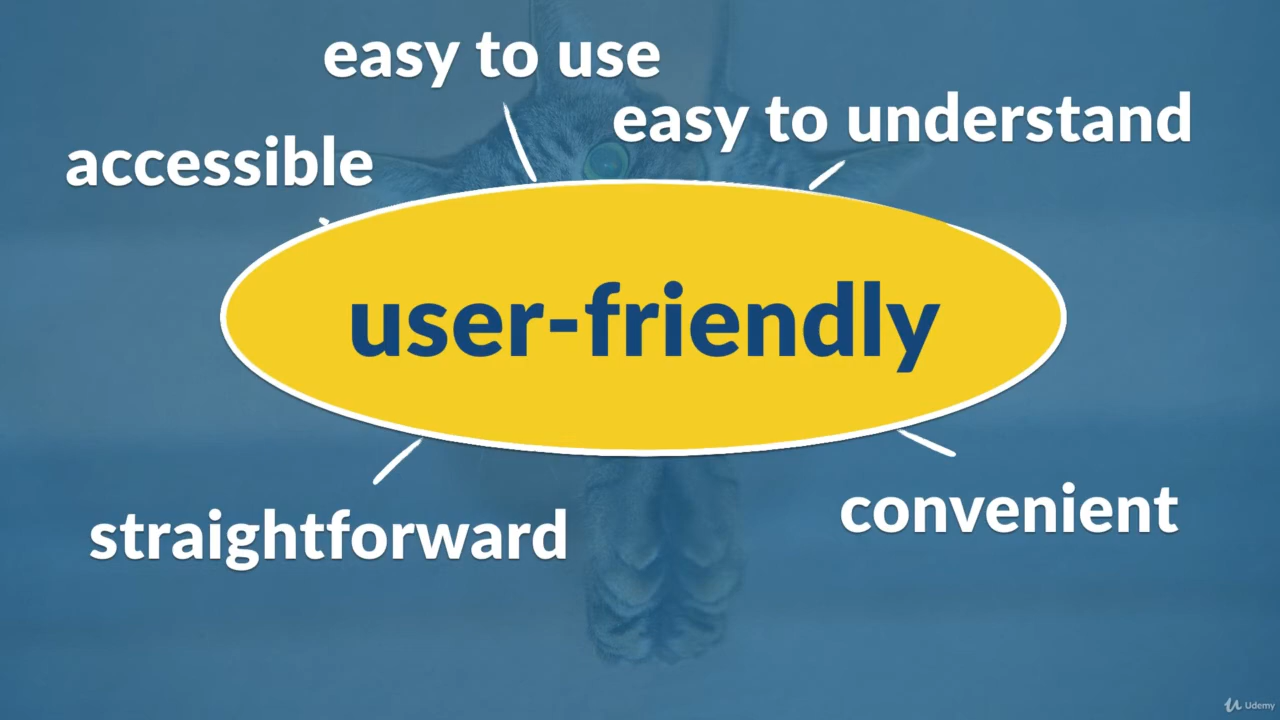 easy to use
easy to understand
accessible
user-friendly
straightforward
convenient
Udemy